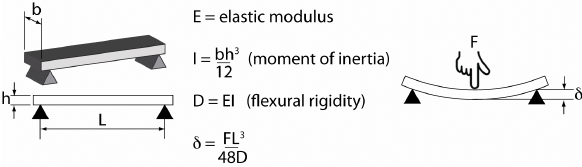 b
h
L
E = elastic modulus
I = bh³/12 (moment of inertia)
D = EI (flexural rigidity)
δ = FL³/48D
F
δ